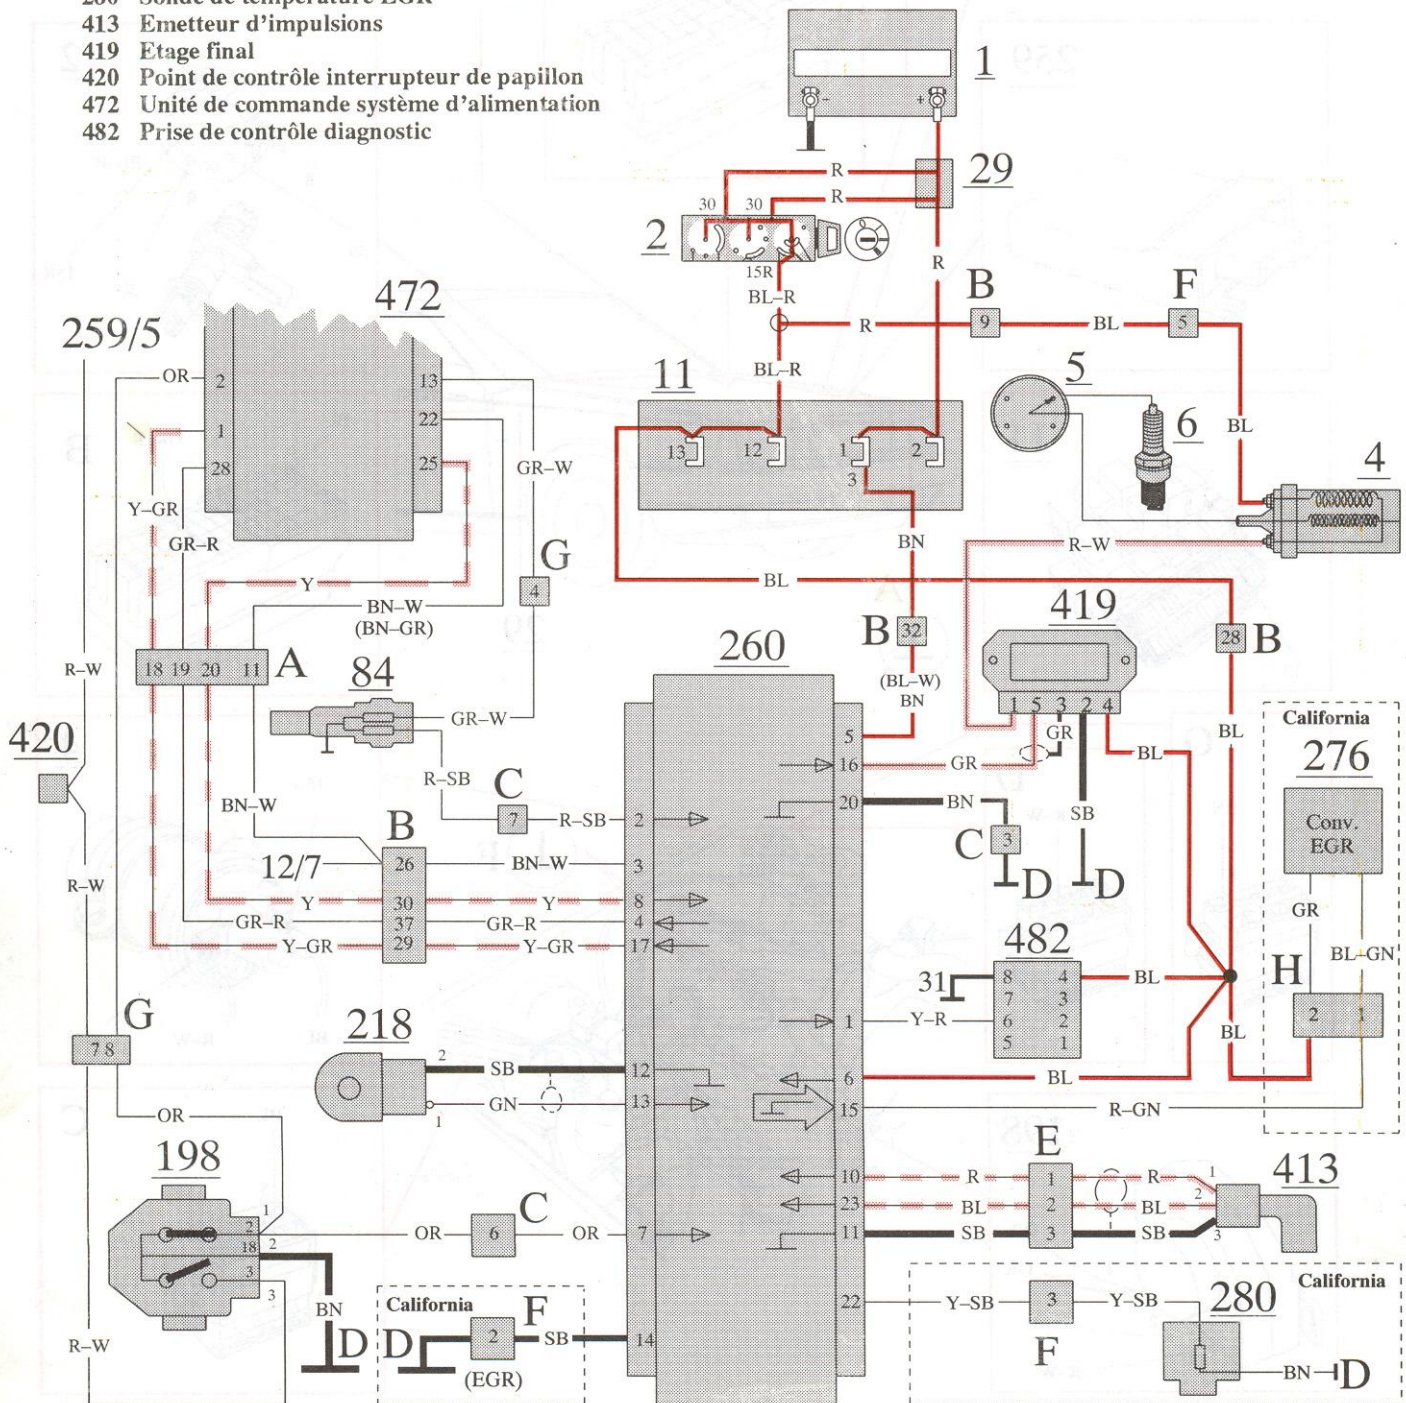 280 Sonde de température EGR
413 Emetteur d’impulsions
419 Etage final
420 Point de contrôle interrupteur de papillon
472 Unité de commande système d’alimentation
482 Prise de contrôle diagnostic
1
− +
29
R
R
30 30
2
15R
R
BL–R
B F
9 5
R BL
BL–R
472
259/5
OR 2 13
1 22
28 25
Y–GR
GR–R
GR–W
Y
BN–W
(BN–GR)
G
4
11
13 12 1 2
3
5
6
BL
4
BN
R–W
BL
419
B 32
28 B
(BL–W)
BN
1 5 3 2 4
GR
GR
BL
BL
SB
18 19 20 11 A
R–W
84
GR–W
R–SB
420
C
7
R–SB
BN–W
B
12/7
26 BN–W
Y 30 Y
GR–R 37 GR–R
Y–GR 29 Y–GR
R–W
260
2
3
8
4
17
12
13
7
14
5
16
20
1
6
15
10
23
11
22
BN
C 3
D D
482
31 8 4
7 3
6 2
5 1
Y–R
BL
BL
BL
California
276
Conv.
EGR
GR
BL–GN
H
2 1
R–GN
G
7 8
218
2 SB
1 GN
OR
198
1
2
18 2
3
3
OR
C
6
OR
BN
D
R–W
California
D F
2 SB
(EGR)
E
R 1 R 1
BL 2 BL 2
SB 3 SB 3
413
California
Y–SB 3 Y–SB
F
280
BN D